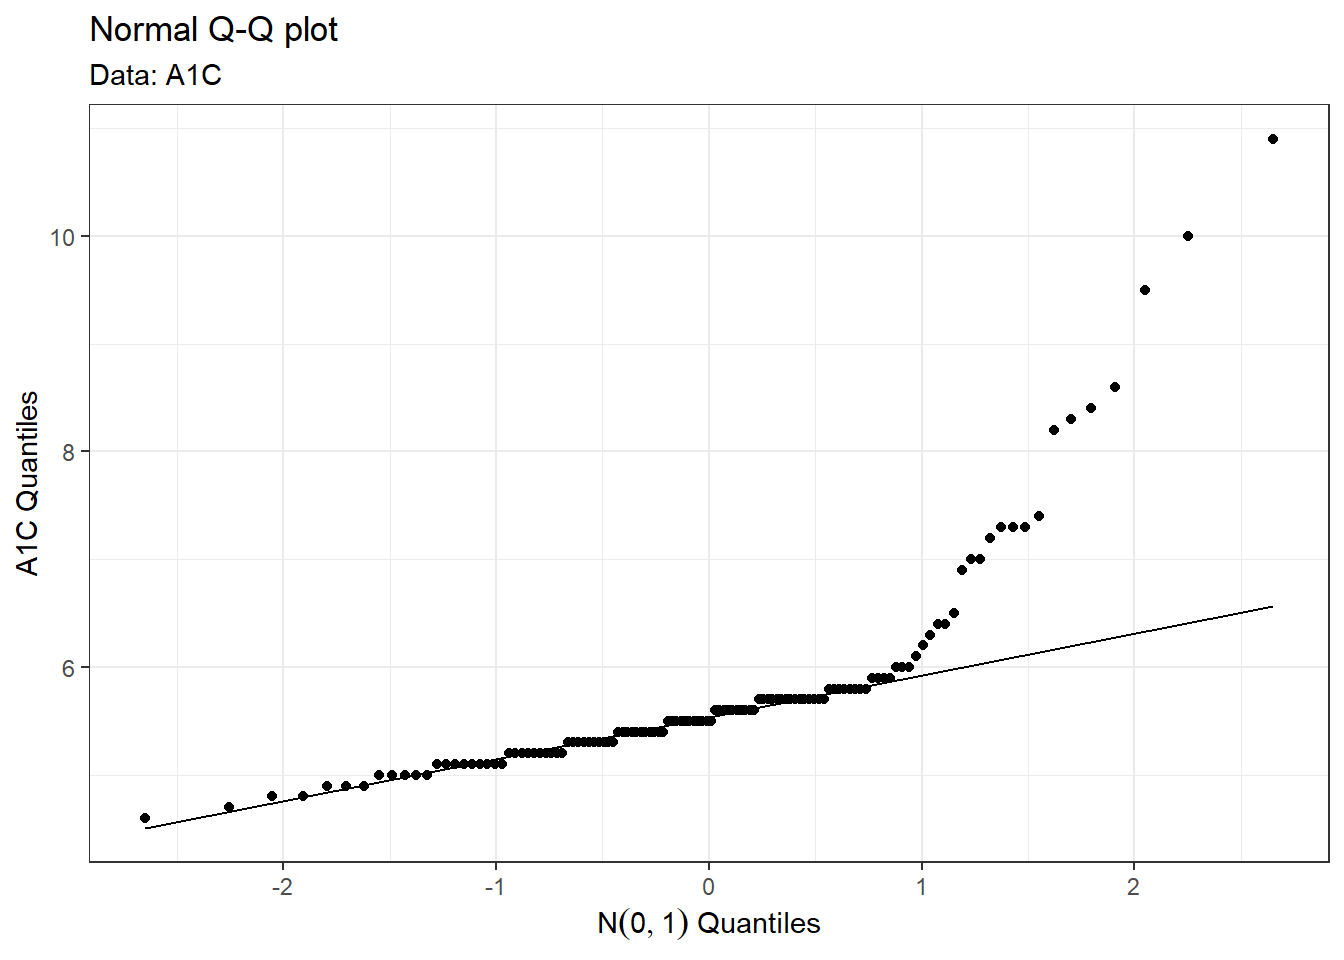 Normal Q-Q plot
Data: A1C
10
8
6
A1C Quantiles
-2 -1 0 1 2
N(0, 1) Quantiles